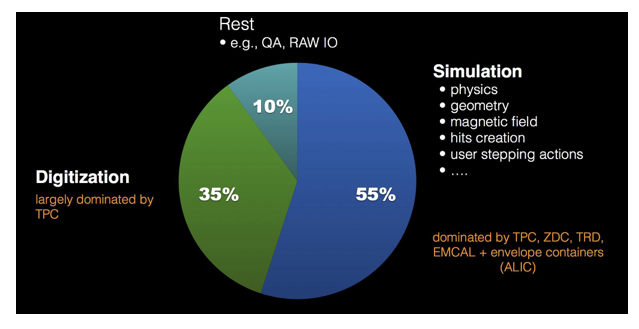 Rest
• e.g., QA, RAW IO
10%
Simulation
• physics
• geometry
• magnetic field
• hits creation
• user stepping actions
• ....
Digitization
largely dominated by
TPC
35%
55%
dominated by TPC, ZDC, TRD,
EMCAL + envelope containers
(ALIC)